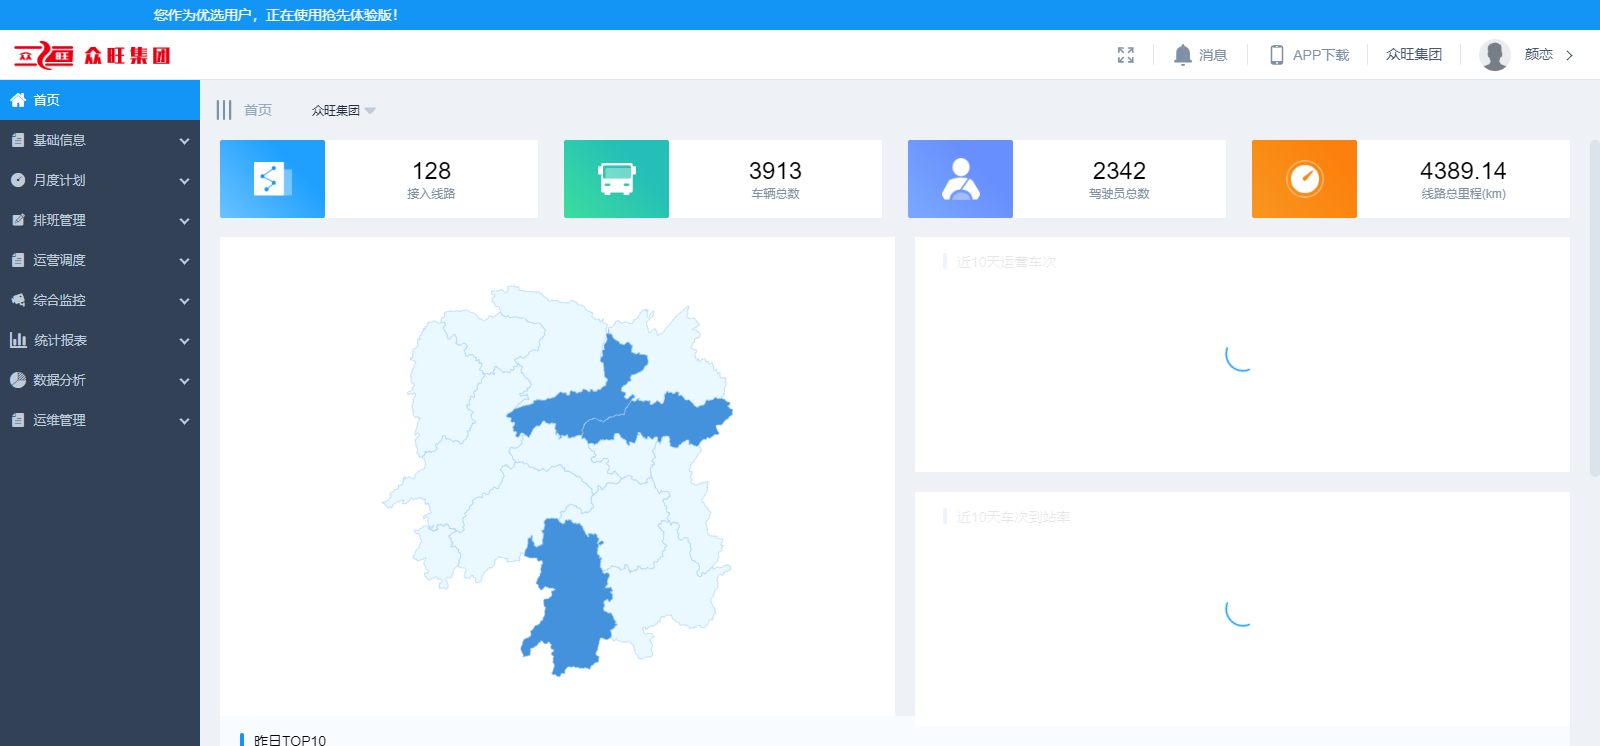 您作为优选用户，正在使用抢先体验版！
众旺 众旺集团
消息
APP下载
众旺集团
颜恋
首页
基础信息
月度计划
排班管理
运营调度
综合监控
统计报表
数据分析
运维管理
首页
众旺集团
128
接入线路
3913
车辆总数
2342
驾驶员总数
4389.14
线路总里程(km)
近10天运营车次
近10天车次到站率
昨日TOP10